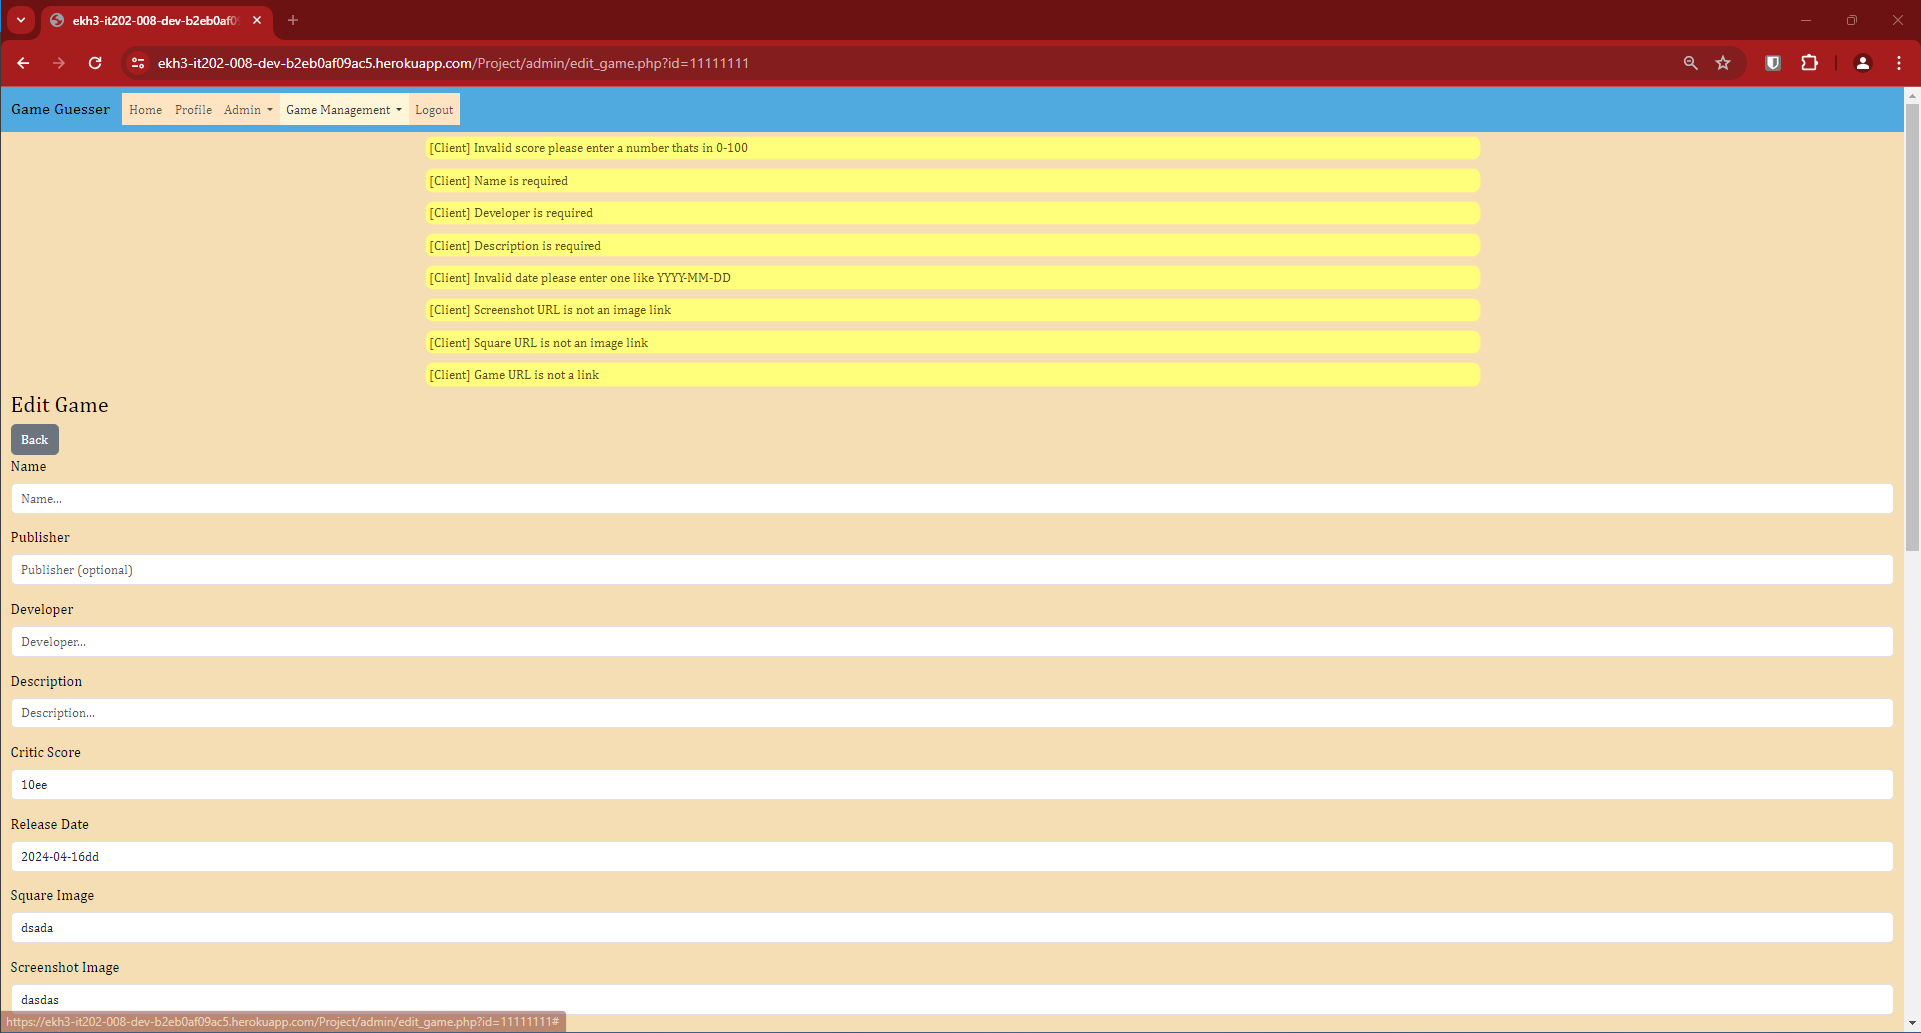 ekh3-it202-008-dev-b2eb0af0
ekh3-it202-008-dev-b2eb0af09ac5.herokuapp.com/Project/admin/edit_game.php?id=11111111
Game Guesser Home Profile Admin Game Management Logout
[Client] Invalid score please enter a number thats in 0-100
[Client] Name is required
[Client] Developer is required
[Client] Description is required
[Client] Invalid date please enter one like YYYY-MM-DD
[Client] Screenshot URL is not an image link
[Client] Square URL is not an image link
[Client] Game URL is not a link
Edit Game
Back
Name
Name...
Publisher
Publisher (optional)
Developer
Developer...
Description
Description...
Critic Score
10ee
Release Date
2024-04-16dd
Square Image
dsada
Screenshot Image
dasdas
https://ekh3-it202-008-dev-b2eb0af09ac5.herokuapp.com/Project/admin/edit_game.php?id=11111111#